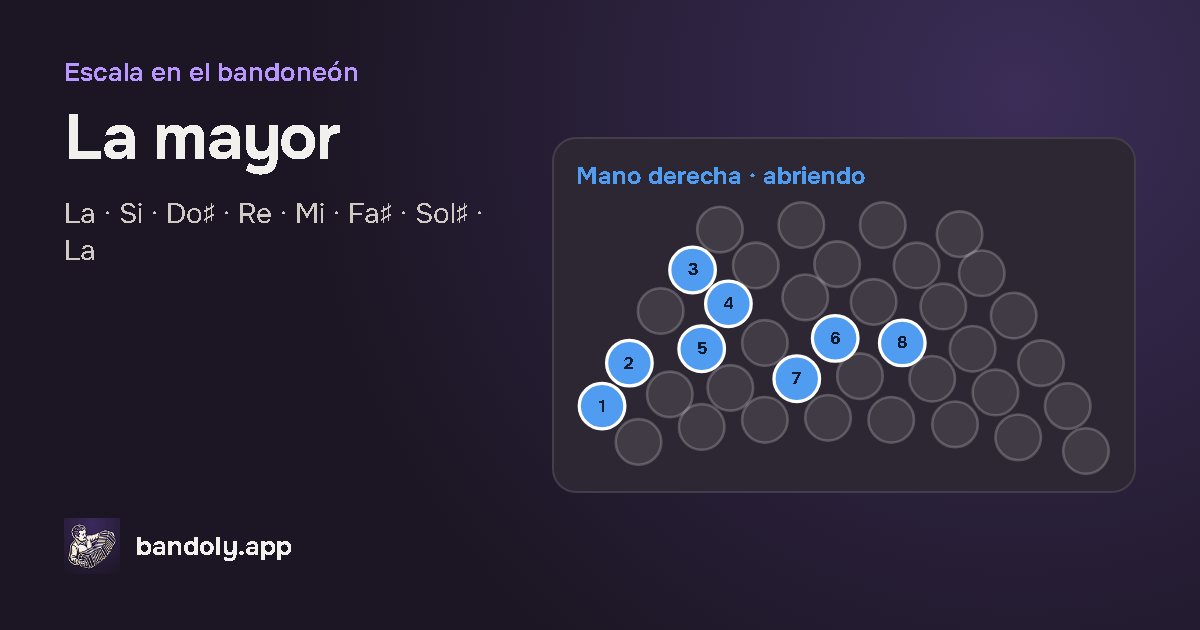 Escala en el bandoneón
La mayor
La · Si · Do♯ · Re · Mi · Fa♯ · Sol♯ ·
La
Mano derecha · abriendo
3
4
6
8
5
2
7
1
bandoly.app